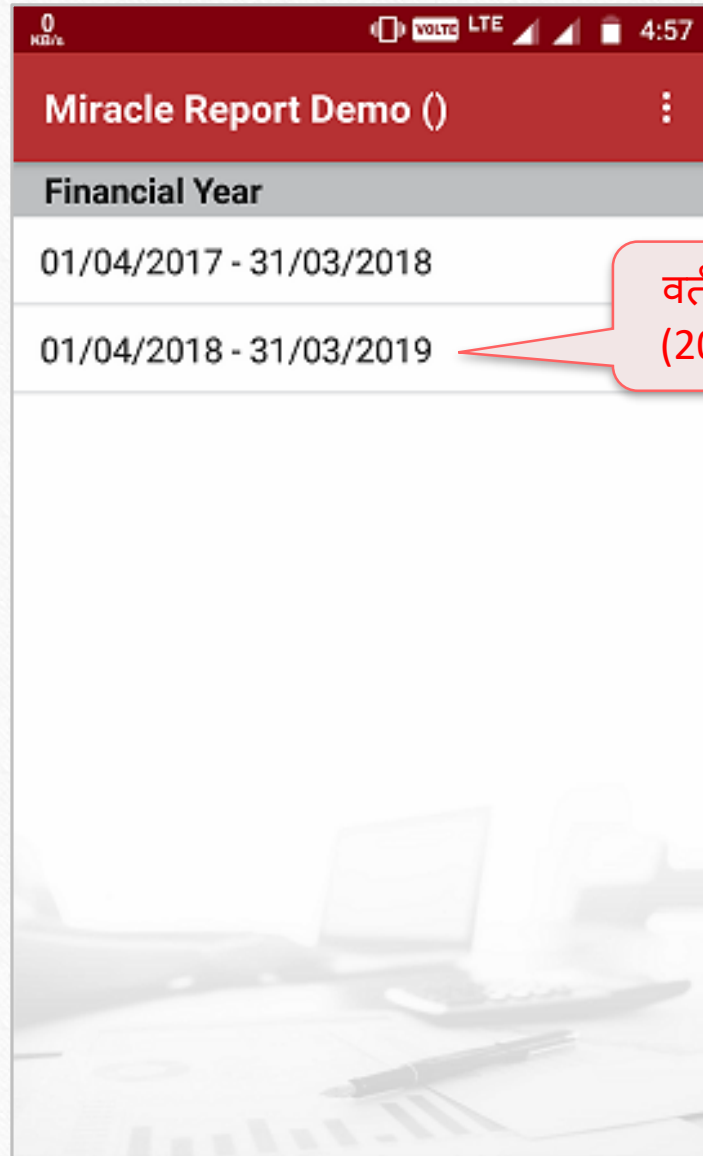 0
KB/s
VOLTE LTE 4:57
Miracle Report Demo ()
Financial Year
01/04/2017 - 31/03/2018
01/04/2018 - 31/03/2019